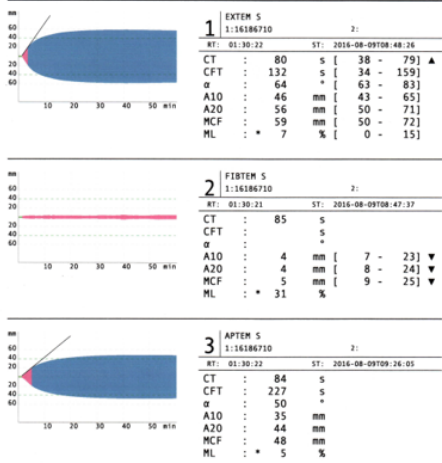 mm
60
40
20
20
40
60
10 20 30 40 50 min
1 EXTEM S
1:16186710 2:
RT: 01:30:22 ST: 2016-08-09T08:48:26
CT : 80 s [ 38 - 79] ▲
CFT : 132 s [ 34 - 159]
α : 64 ° [ 63 - 83]
A10 : 46 mm [ 43 - 65]
A20 : 56 mm [ 50 - 71]
MCF : 59 mm [ 50 - 72]
ML : * 7 % [ 0 - 15]
mm
60
40
20
20
40
60
10 20 30 40 50 min
2 FIBTEM S
1:16186710 2:
RT: 01:30:21 ST: 2016-08-09T08:47:37
CT : 85 s
CFT : s
α : °
A10 : 4 mm [ 7 - 23] ▼
A20 : 4 mm [ 8 - 24] ▼
MCF : 5 mm [ 9 - 25] ▼
ML : * 31 %
mm
60
40
20
20
40
60
10 20 30 40 50 min
3 APTEM S
1:16186710 2:
RT: 01:30:22 ST: 2016-08-09T09:26:05
CT : 84 s
CFT : 227 s
α : 50 °
A10 : 35 mm
A20 : 44 mm
MCF : 48 mm
ML : * 5 %